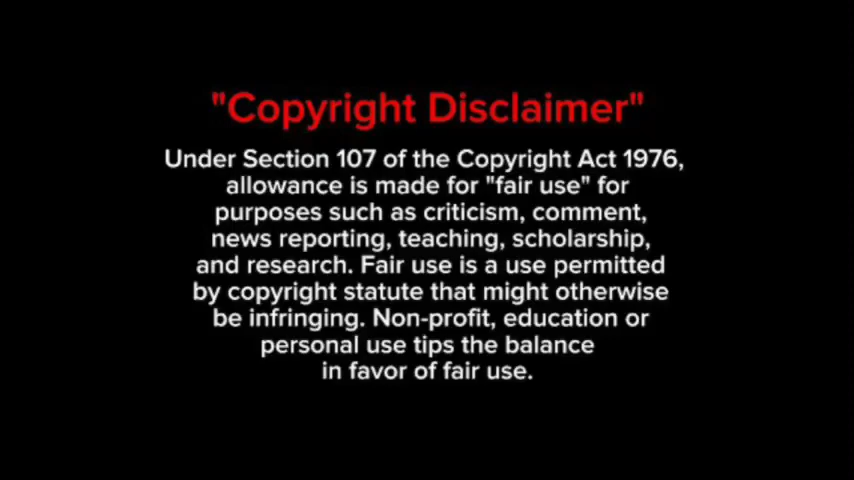 "Copyright Disclaimer"
Under Section 107 of the Copyright Act 1976,
allowance is made for "fair use" for
purposes such as criticism, comment,
news reporting, teaching, scholarship,
and research. Fair use is a use permitted
by copyright statute that might otherwise
be infringing. Non-profit, education or
personal use tips the balance
in favor of fair use.